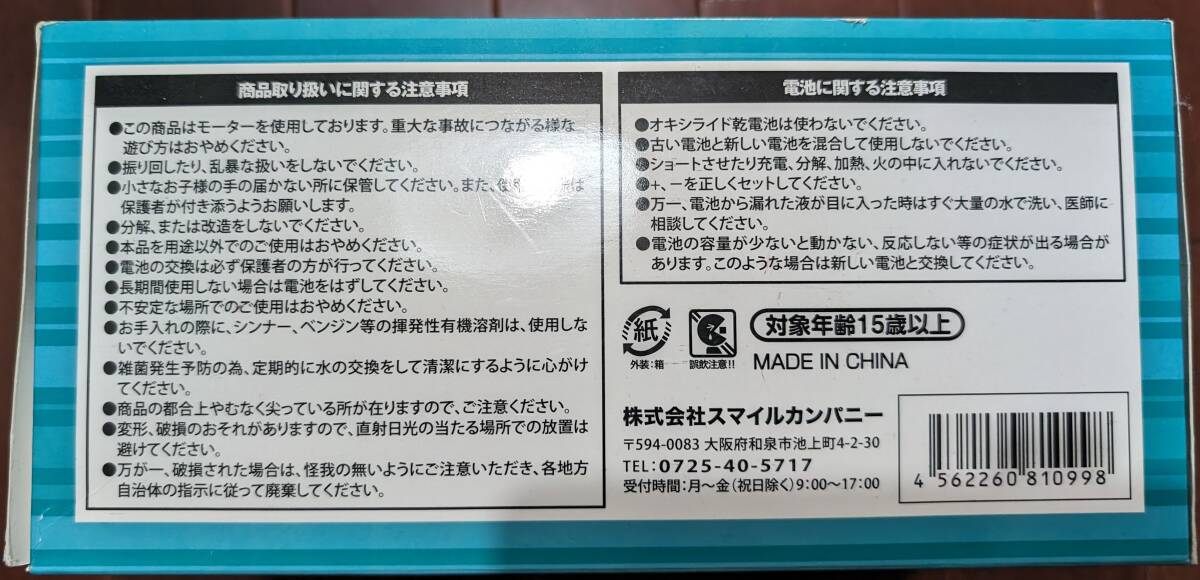 商品取り扱いに関する注意事項
●この商品はモーターを使用しております。重大な事故につながる様な
遊び方はおやめください。
●振り回したり、乱暴な扱いをしないでください。
●小さなお子様の手の届かない所に保管してください。また、使用 は
保護者が付き添うようお願いします。
●分解、または改造をしないでください。
●本品を用途以外でのご使用はおやめください。
●電池の交換は必ず保護者の方が行ってください。
●長期間使用しない場合は電池をはずしてください。
●不安定な場所でのご使用はおやめください。
●お手入れの際に、シンナー、ベンジン等の揮発性有機溶剤は、使用しな
いでください。
●雑菌発生予防の為、定期的に水の交換をして清潔にするように心がけ
てください。
●商品の都合上やむなく尖っている所が在りますので、ご注意ください。
●変形、破損のおそれがありますので、直射日光の当たる場所での放置は
避けてください。
●万が一、破損された場合は、怪我の無いようにご注意いただき、各地方
自治体の指示に従って廃棄してください。
電池に関する注意事項
●オキシライド乾電池は使わないでください。
●古い電池と新しい電池を混合して使用しないでください。
●ショートさせたり充電、分解、加熱、火の中に入れないでください。
●+、−を正しくセットしてください。
●万一、電池から漏れた液が目に入った時はすぐ大量の水で洗い、医師に
相談してください。
●電池の容量が少ないと動かない、反応しない等の症状が出る場合が
あります。このような場合は新しい電池と交換してください。
紙
外装:箱
誤飲注意!!
対象年齢15歳以上
MADE IN CHINA
株式会社スマイルカンパニー
〒594-0083 大阪府和泉市池上町4-2-30
TEL:0725-40-5717
受付時間:月〜金(祝日除く)9:00〜17:00
4 562260 810998